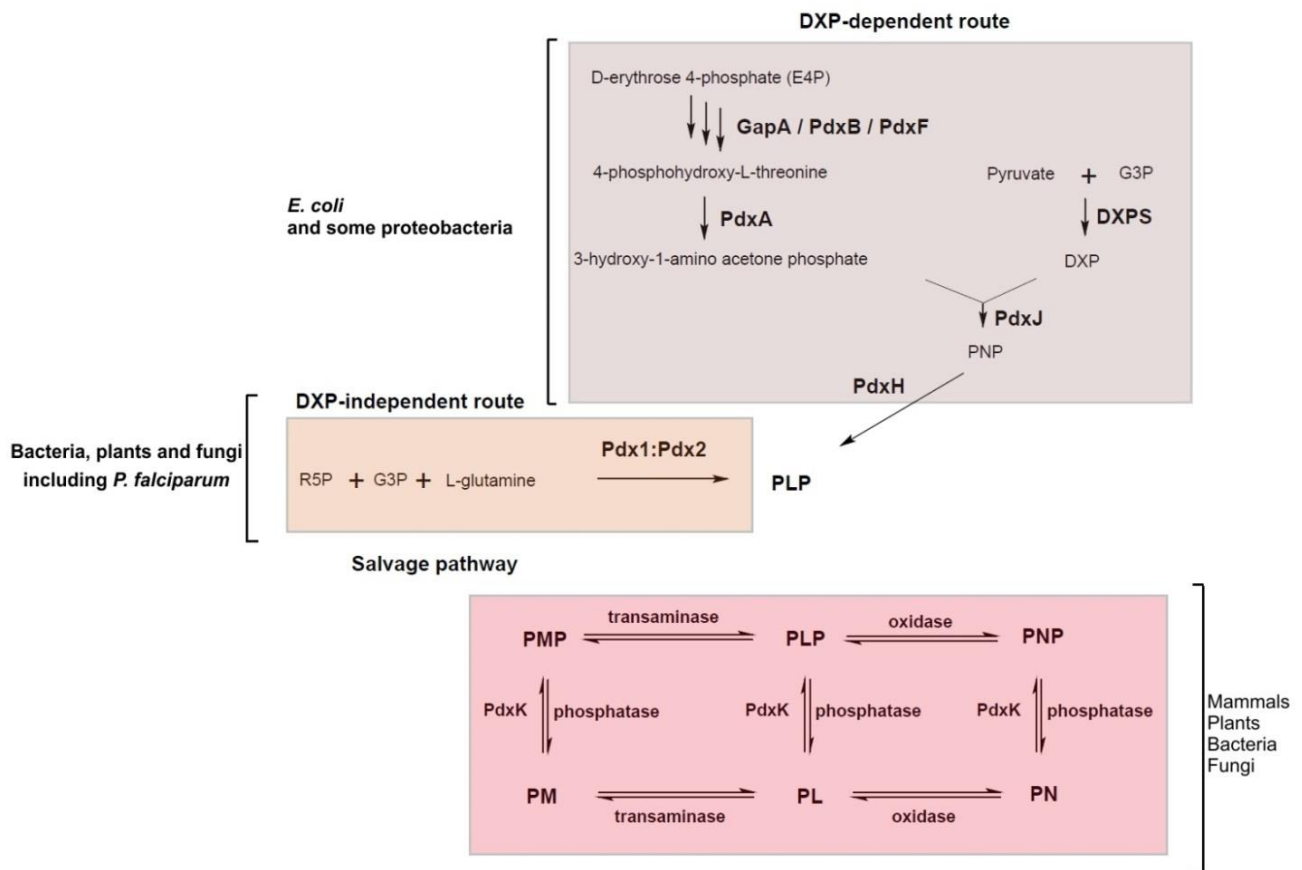 DXP-dependent route
D-erythrose 4-phosphate (E4P)
GapA / PdxB / PdxF
4-phosphohydroxy-L-threonine
Pyruvate + G3P
E. coli
and some proteobacteria
PdxA
DXPS
3-hydroxy-1-amino acetone phosphate
DXP
PdxJ
PNP
PdxH
DXP-independent route
Bacteria, plants and fungi
including P. falciparum
Pdx1:Pdx2
R5P + G3P + L-glutamine
PLP
Salvage pathway
transaminase
oxidase
PMP
PLP
PNP
PdxK
phosphatase
PdxK
phosphatase
PdxK
phosphatase
Mammals
Plants
Bacteria
Fungi
PM
PL
PN
transaminase
oxidase